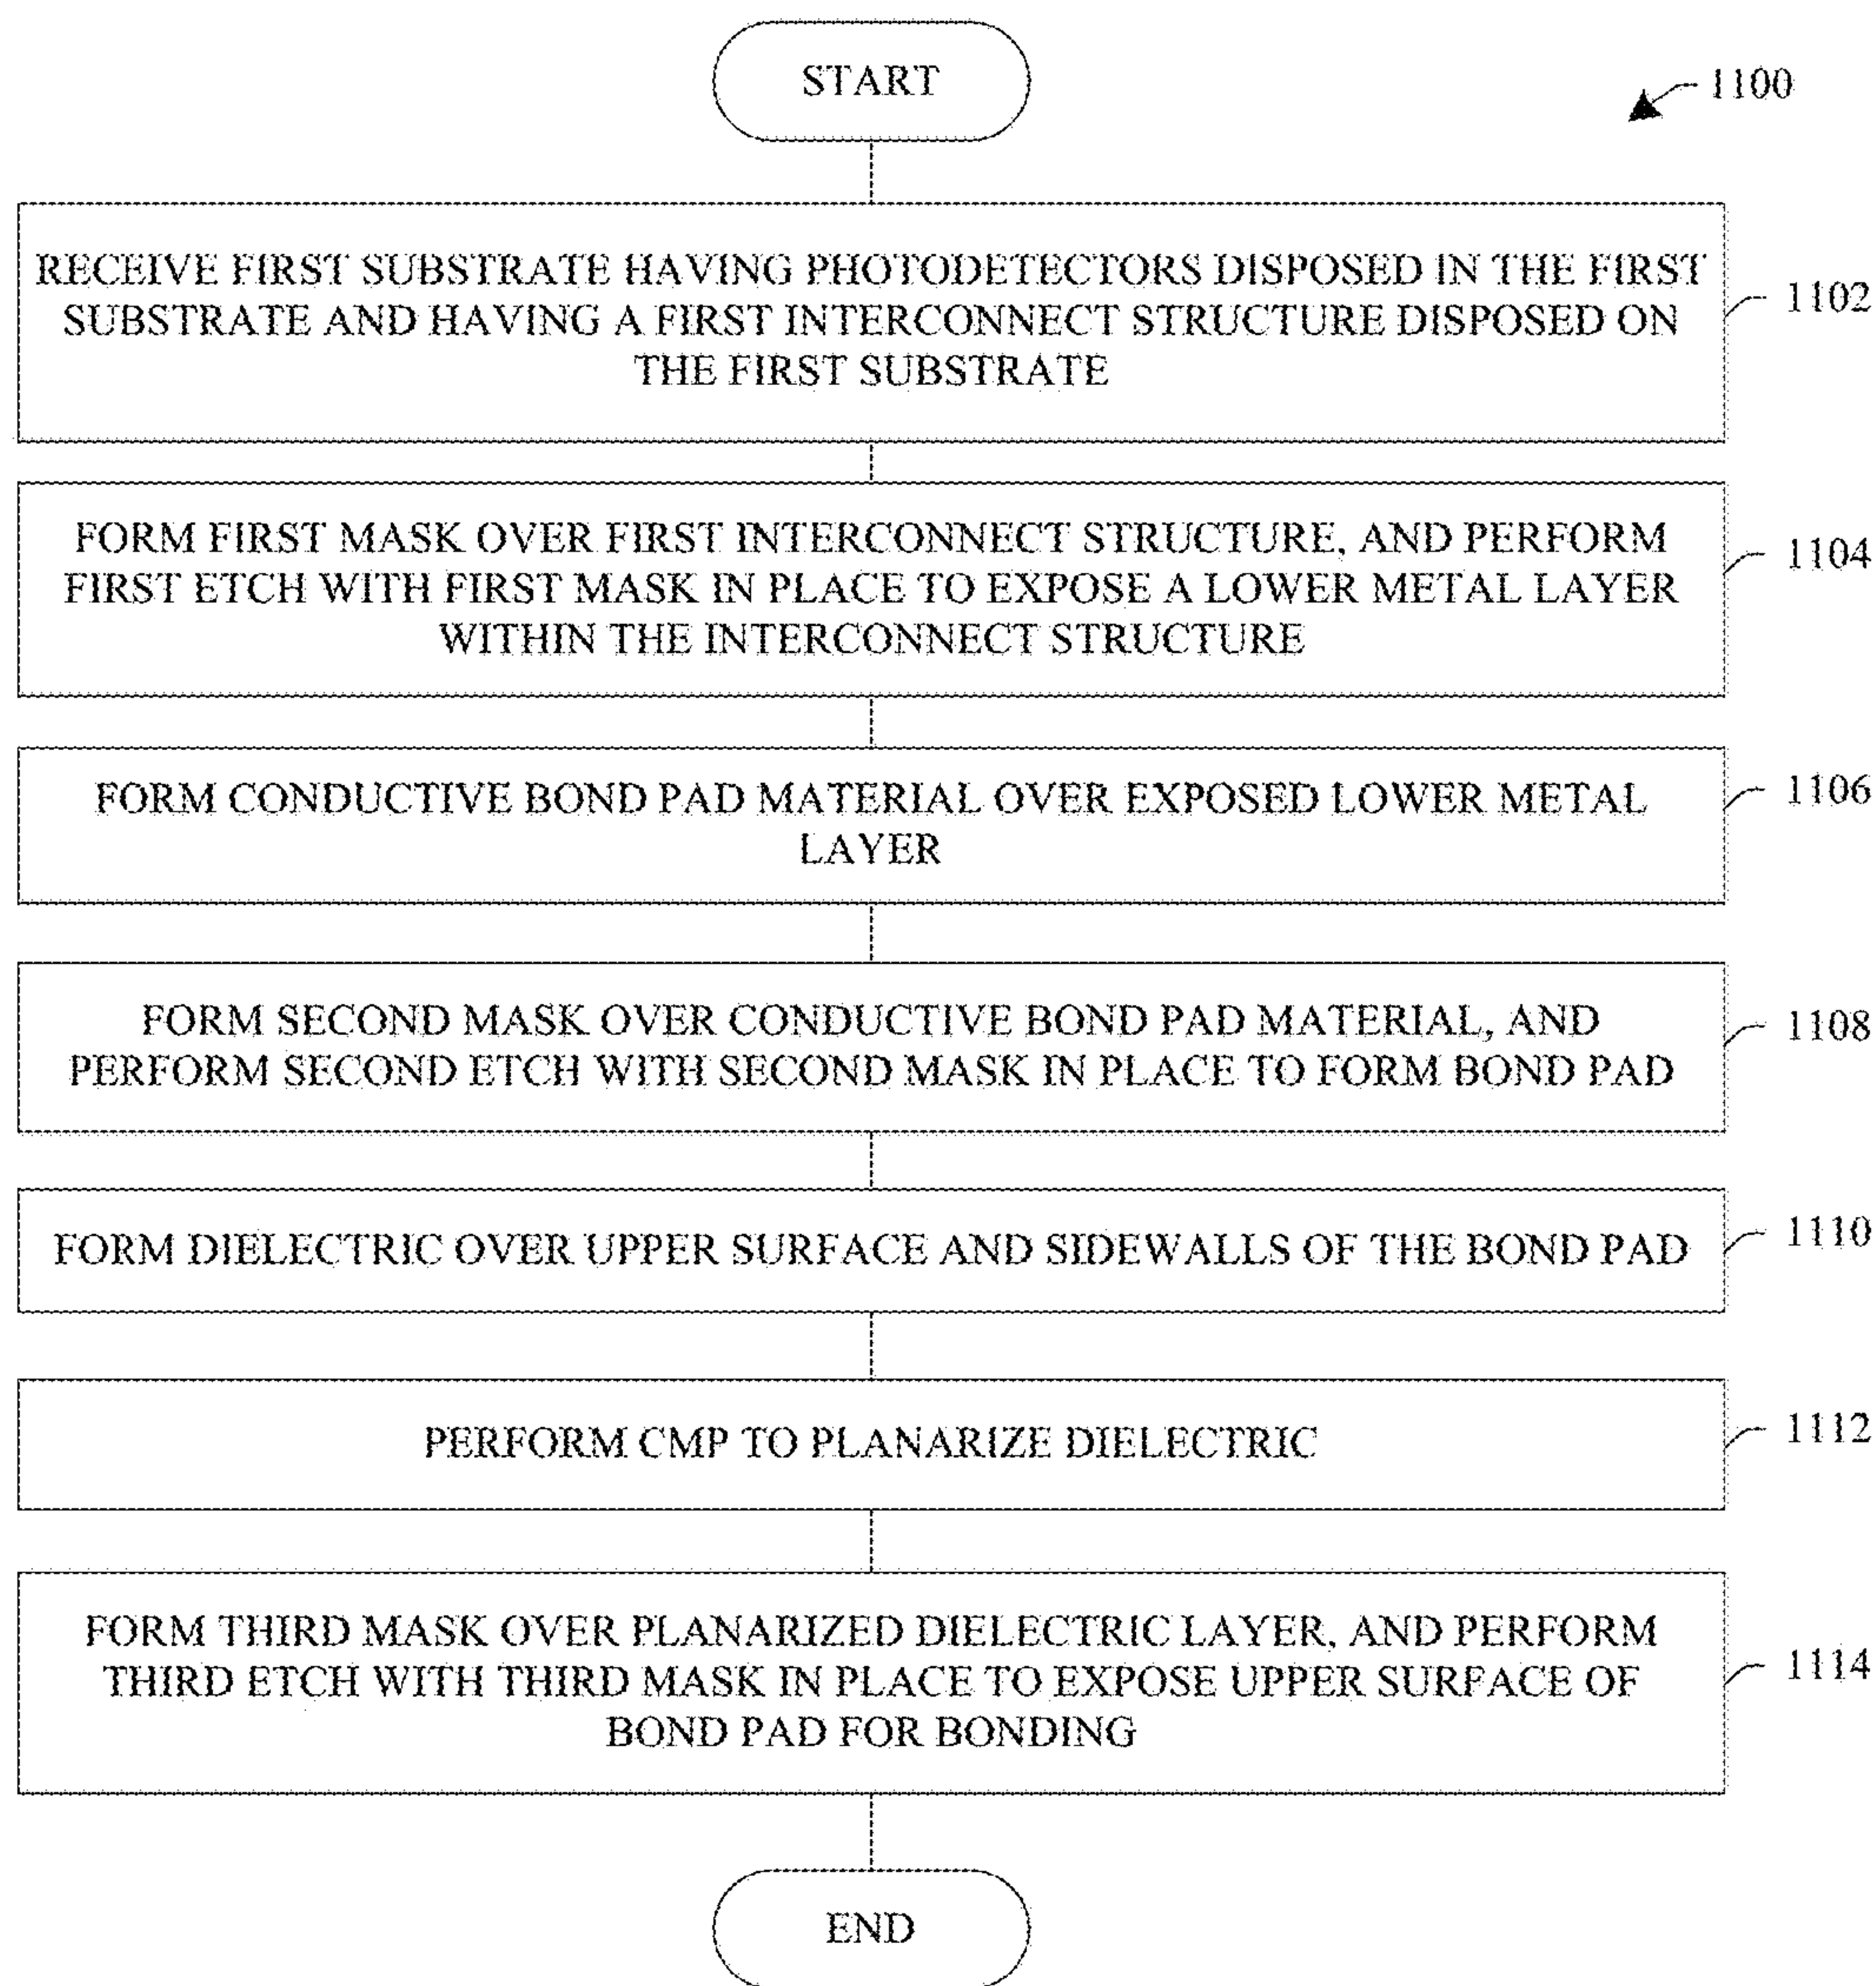 START
1100
RECEIVE FIRST SUBSTRATE HAVING PHOTODETECTORS DISPOSED IN THE FIRST
SUBSTRATE AND HAVING A FIRST INTERCONNECT STRUCTURE DISPOSED ON
THE FIRST SUBSTRATE
1102
FORM FIRST MASK OVER FIRST INTERCONNECT STRUCTURE, AND PERFORM
FIRST ETCH WITH FIRST MASK IN PLACE TO EXPOSE A LOWER METAL LAYER
WITHIN THE INTERCONNECT STRUCTURE
1104
FORM CONDUCTIVE BOND PAD MATERIAL OVER EXPOSED LOWER METAL
LAYER
1106
FORM SECOND MASK OVER CONDUCTIVE BOND PAD MATERIAL, AND
PERFORM SECOND ETCH WITH SECOND MASK IN PLACE TO FORM BOND PAD
1108
FORM DIELECTRIC OVER UPPER SURFACE AND SIDEWALLS OF THE BOND PAD
1110
PERFORM CMP TO PLANARIZE DIELECTRIC
1112
FORM THIRD MASK OVER PLANARIZED DIELECTRIC LAYER, AND PERFORM
THIRD ETCH WITH THIRD MASK IN PLACE TO EXPOSE UPPER SURFACE OF
BOND PAD FOR BONDING
1114
END